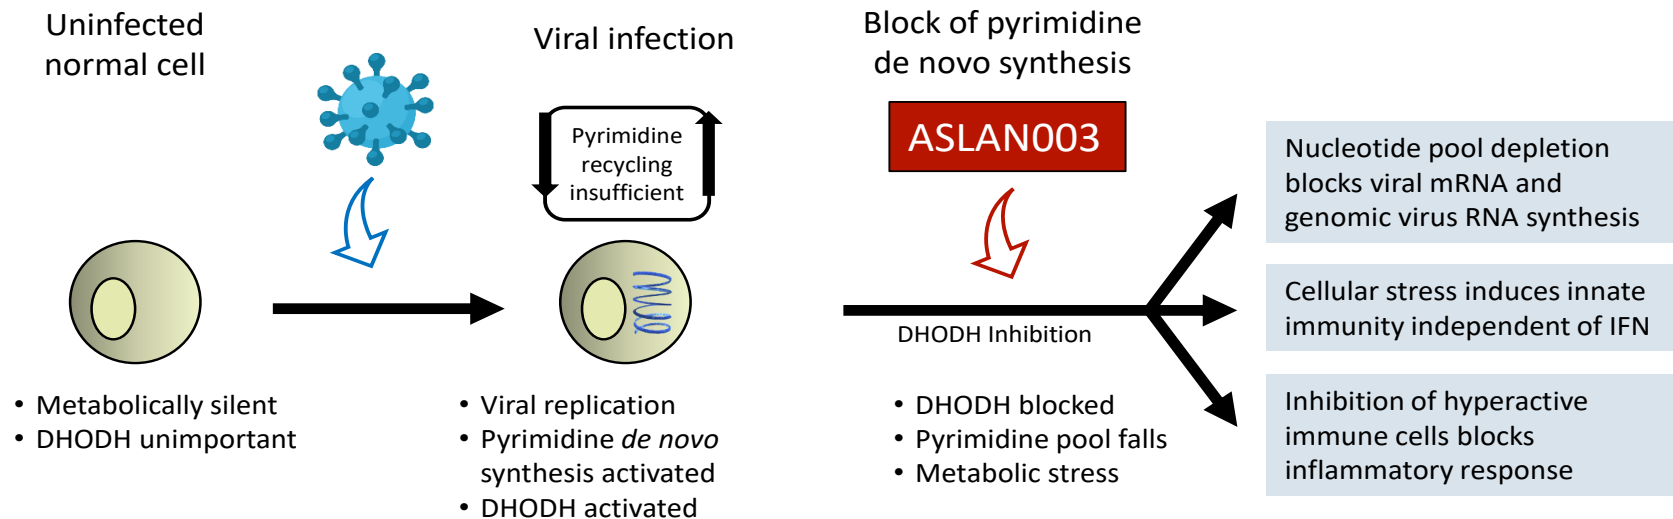 Uninfected
normal cell
• Metabolically silent
• DHODH unimportant
Viral infection
Pyrimidine
recycling
insufficient
• Viral replication
• Pyrimidine de novo
synthesis activated
• DHODH activated
Block of pyrimidine
de novo synthesis
ASLAN003
DHODH Inhibition
• DHODH blocked
• Pyrimidine pool falls
• Metabolic stress
Nucleotide pool depletion
blocks viral mRNA and
genomic virus RNA synthesis
Cellular stress induces innate
immunity independent of IFN
Inhibition of hyperactive
immune cells blocks
inflammatory response